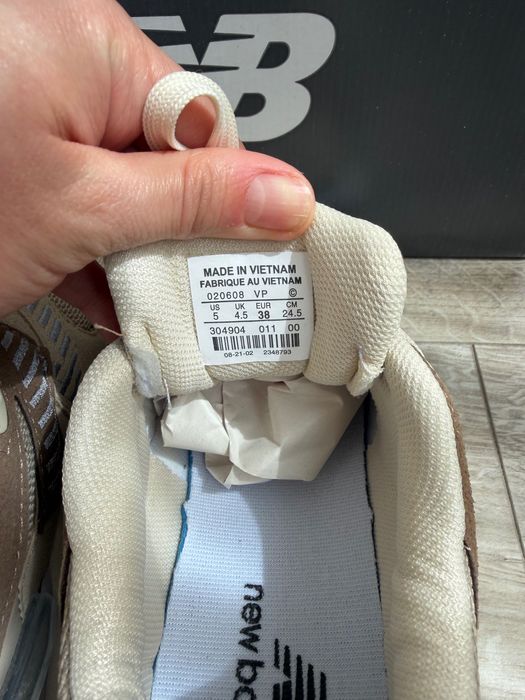 NB
MADE IN VIETNAM
FABRIQUE AU VIETNAM
020608 VP ©
US UK EUR CM
5 4.5 38 24.5
304904 011 00
08-21-02 2348793
new ba